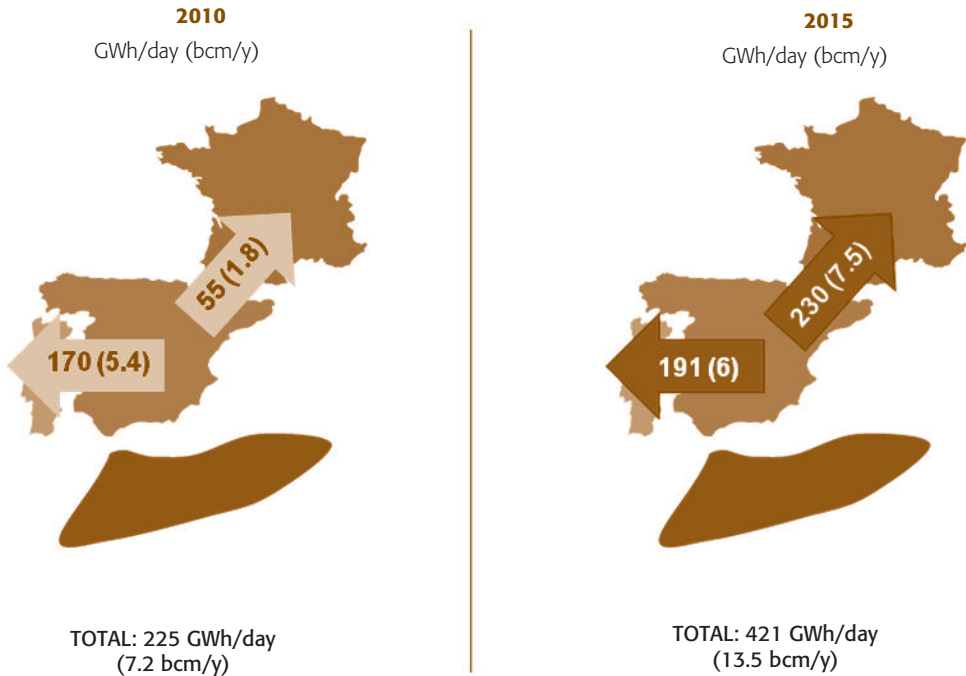 2010
GWh/day (bcm/y)
55 (1.8)
170 (5.4)
TOTAL: 225 GWh/day
(7.2 bcm/y)
2015
GWh/day (bcm/y)
230 (7.5)
191 (6)
TOTAL: 421 GWh/day
(13.5 bcm/y)